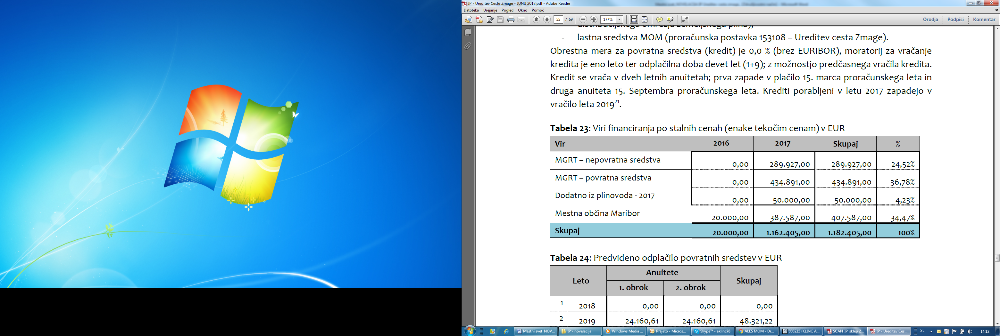 IP - Ureditev Ceste Zmage - JUNIJ 2017.pdf - Adobe Reader
Datoteka Urejanje Pogled Okno Pomoč
55 / 69 177% Orodja Podpiši Komentar
distribucijskega omrežja zemeljskega plina),
- lastna sredstva MOM (proračunska postavka 153108 – Ureditev cesta Zmage).
Obrestna mera za povratna sredstva (kredit) je 0,0 % (brez EURIBOR), moratorij za vračanje
kredita je eno leto ter odplačilna doba devet let (1+9); z možnostjo predčasnega vračila kredita.
Kredit se vrača v dveh letnih anuitetah; prva zapade v plačilo 15. marca proračunskega leta in
druga anuiteta 15. Septembra proračunskega leta. Krediti porabljeni v letu 2017 zapadejo v
vračilo leta 2019²¹.
Tabela 23: Viri financiranja po stalnih cenah (enake tekočim cenam) v EUR
Vir 2016 2017 Skupaj %
MGRT – nepovratna sredstva 0,00 289.927,00 289.927,00 24,52%
MGRT – povratna sredstva 0,00 434.891,00 434.891,00 36,78%
Dodatno iz plinovoda - 2017 0,00 50.000,00 50.000,00 4,23%
Mestna občina Maribor 20.000,00 387.587,00 407.587,00 34,47%
Skupaj 20.000,00 1.162.405,00 1.182.405,00 100%
Tabela 24: Predvideno odplačilo povratnih sredstev v EUR
Leto Anuitete Skupaj
1. obrok 2. obrok
1 2018 0,00 0,00 0,00
2 2019 24.160,61 24.160,61 48.321,22
Mestni svet_NOV... IP - novelacija Windows Media ... Prejeto - Micros... Skype™ - aklinc78 ALEŠ MOM - Dr... 030215 (KLINC A... SCAN_IP_sklep Ž... IP - Ureditev Ces... SL 14:12